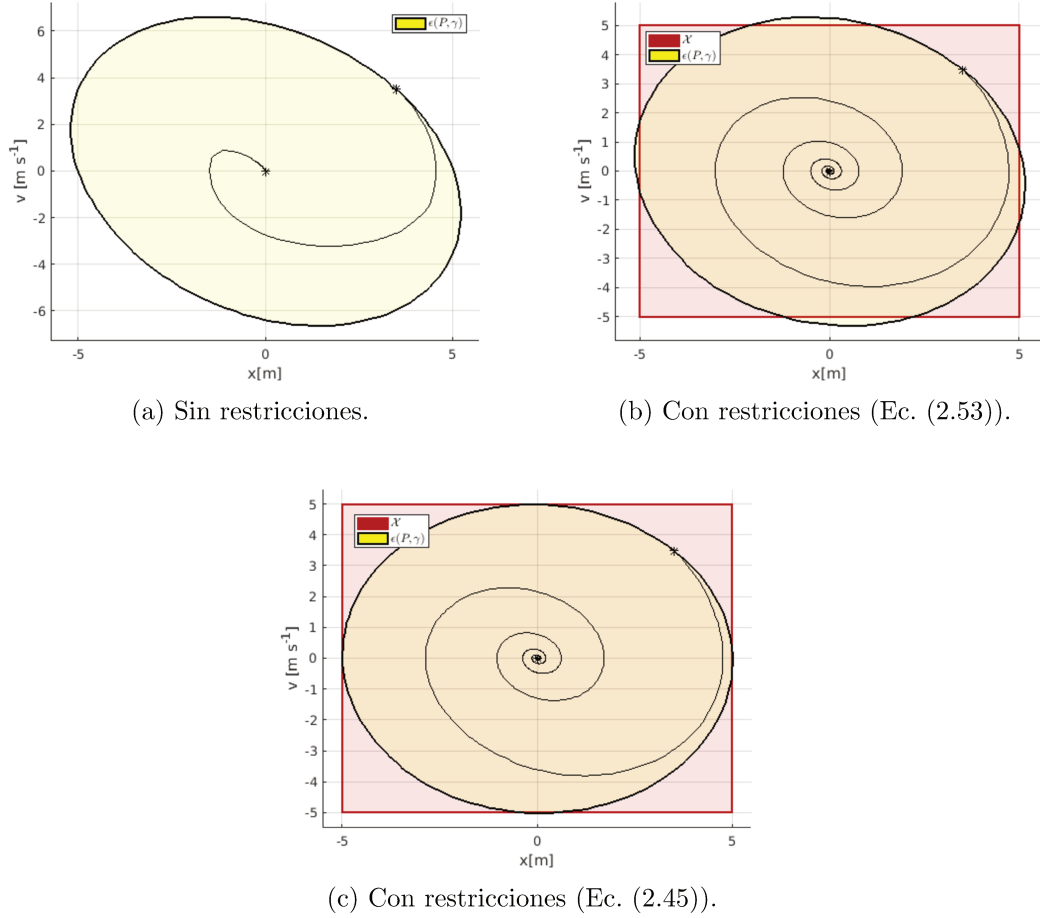 ϵ(P, γ)
6
4
2
0
-2
-4
-6
v [m s⁻¹]
-5
0
5
x[m]
(a) Sin restricciones.
𝒳
ϵ(P, γ)
5
4
3
2
1
0
-1
-2
-3
-4
-5
v [m s⁻¹]
-5
0
5
x[m]
(b) Con restricciones (Ec. (2.53)).
𝒳
ϵ(P, γ)
5
4
3
2
1
0
-1
-2
-3
-4
-5
v [m s⁻¹]
-5
0
5
x[m]
(c) Con restricciones (Ec. (2.45)).